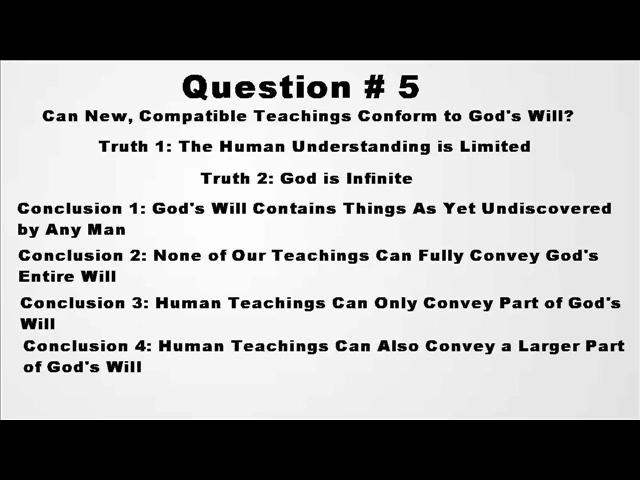 Question # 5
Can New, Compatible Teachings Conform to God's Will?
Truth 1: The Human Understanding is Limited
Truth 2: God is Infinite
Conclusion 1: God's Will Contains Things As Yet Undiscovered
by Any Man
Conclusion 2: None of Our Teachings Can Fully Convey God's
Entire Will
Conclusion 3: Human Teachings Can Only Convey Part of God's
Will
Conclusion 4: Human Teachings Can Also Convey a Larger Part
of God's Will